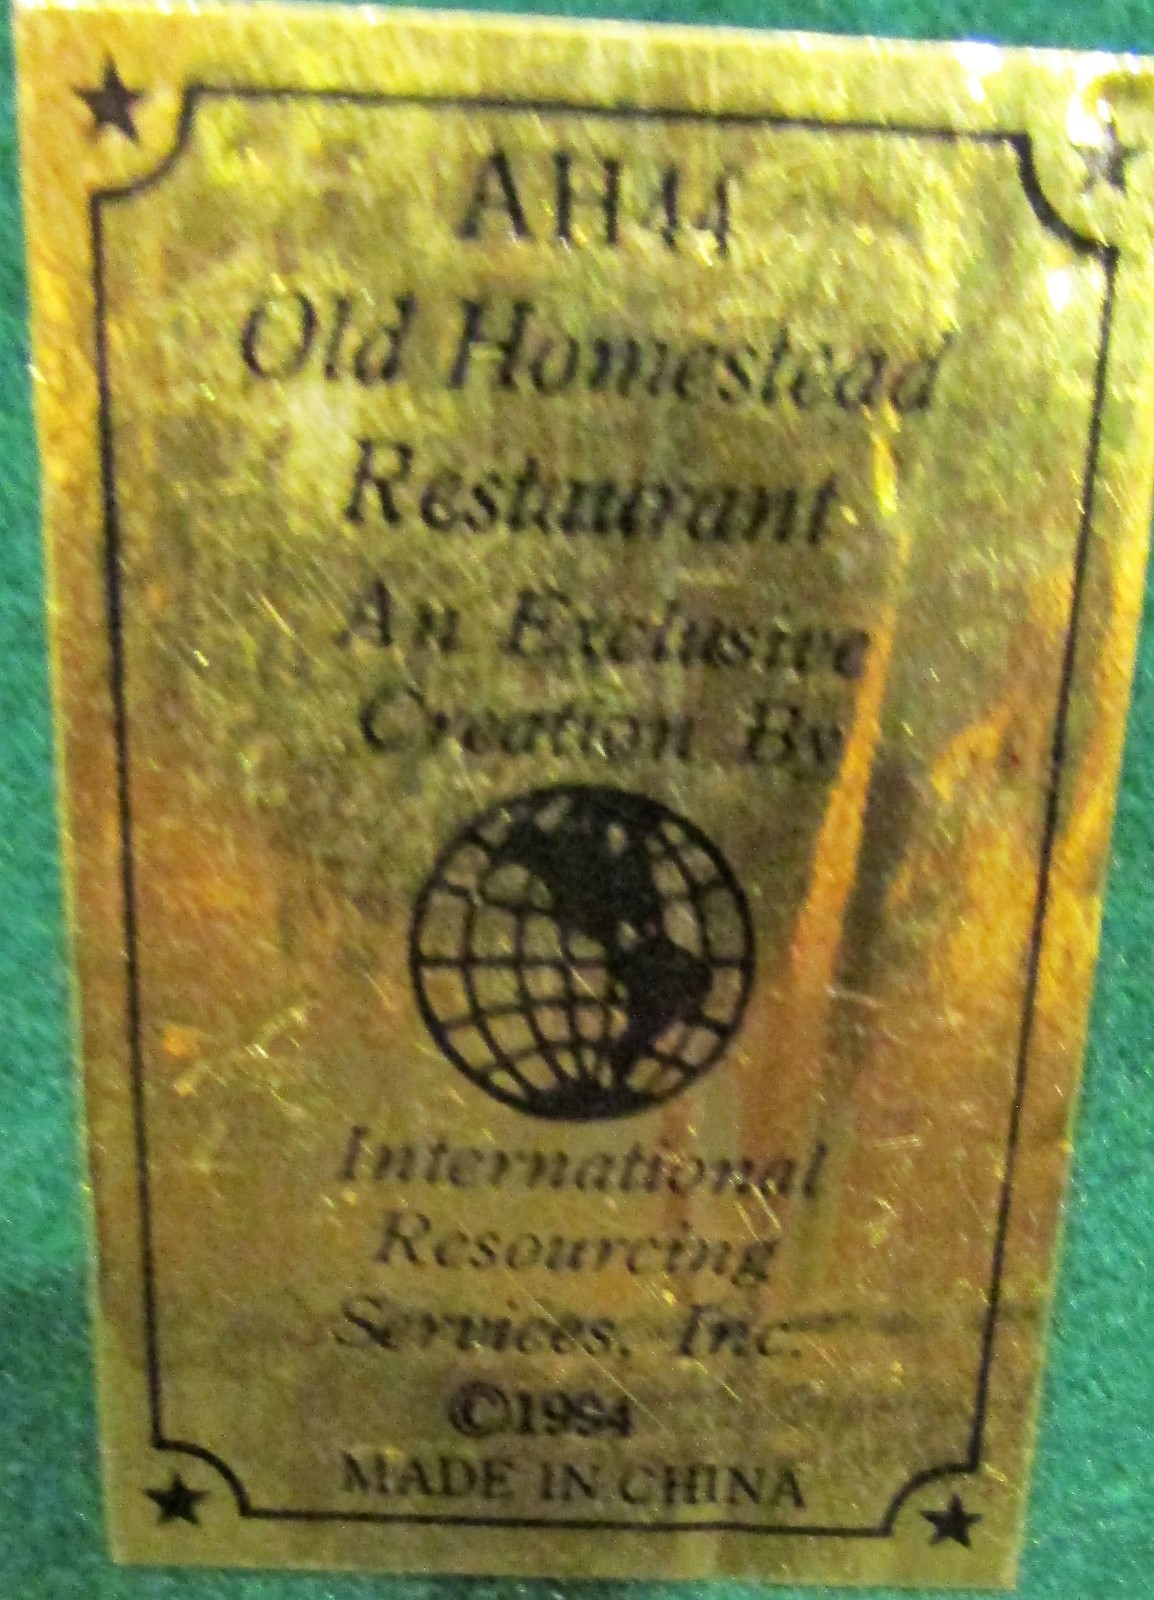 AH44
Old Homestead
Restaurant
An Exclusive
Creation By
International
Resourcing
Services, Inc.
©1994
MADE IN CHINA